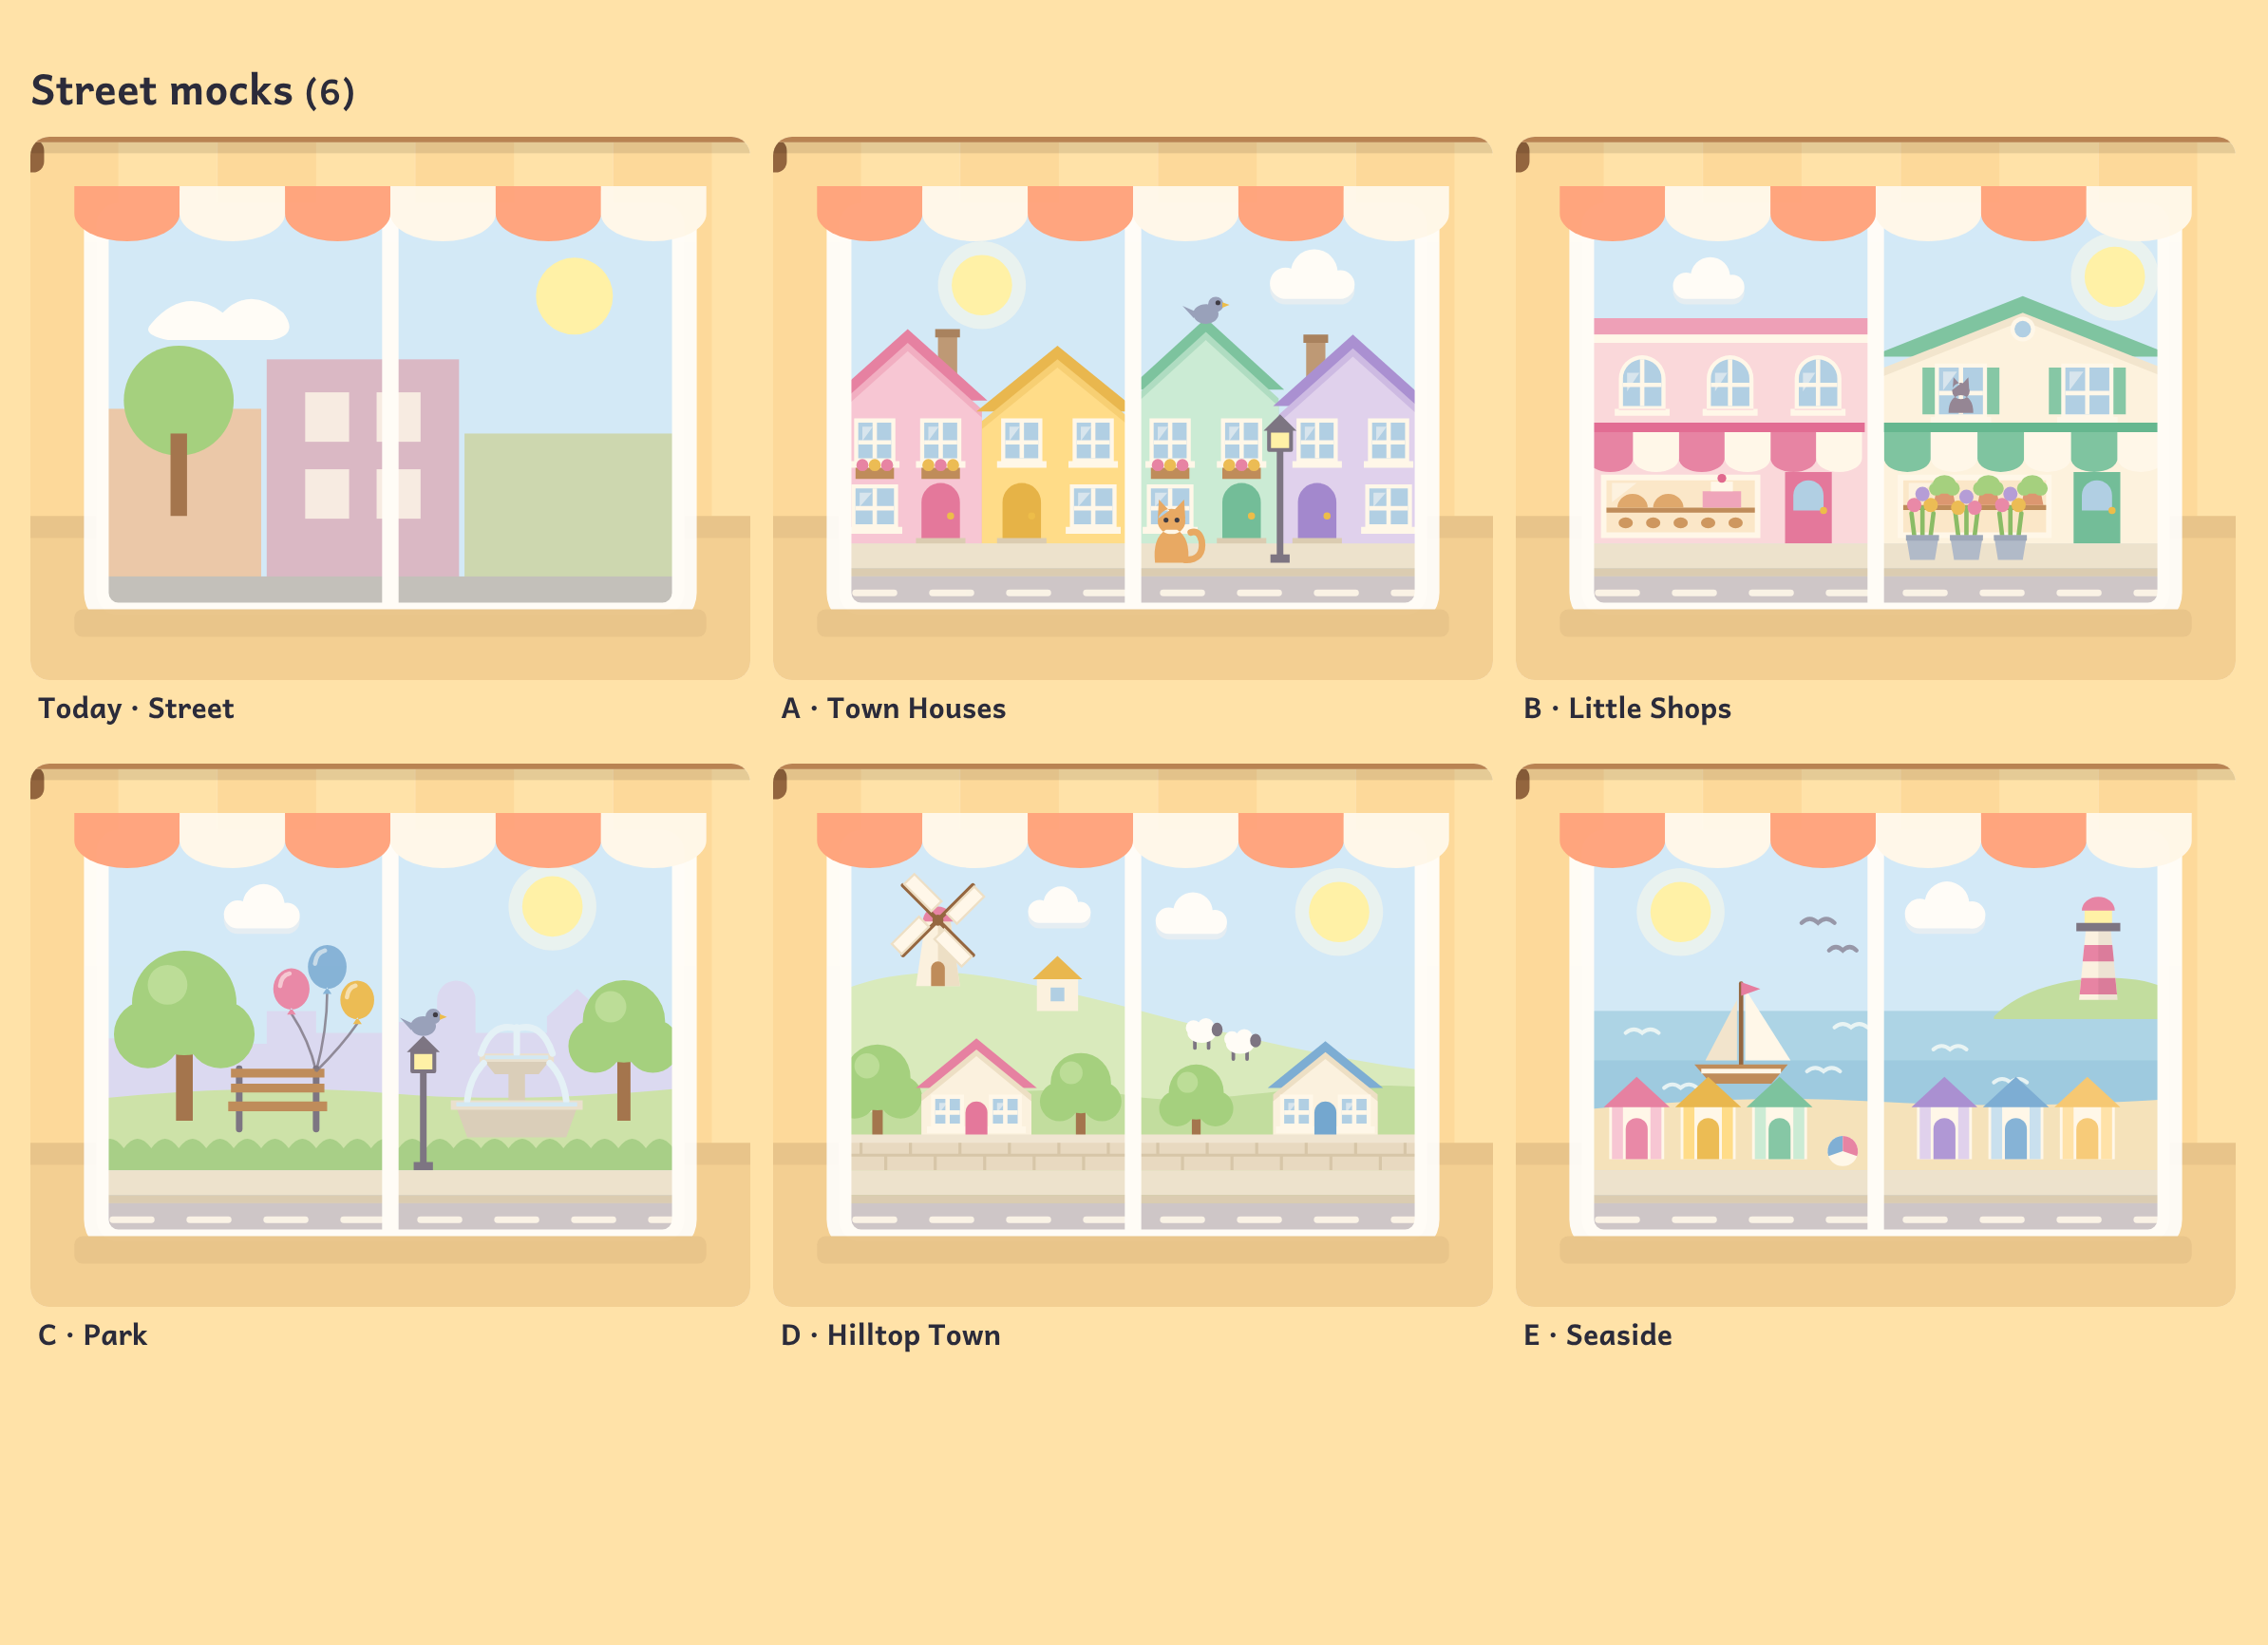 Street mocks (6)
Today · Street
A · Town Houses
B · Little Shops
C · Park
D · Hilltop Town
E · Seaside